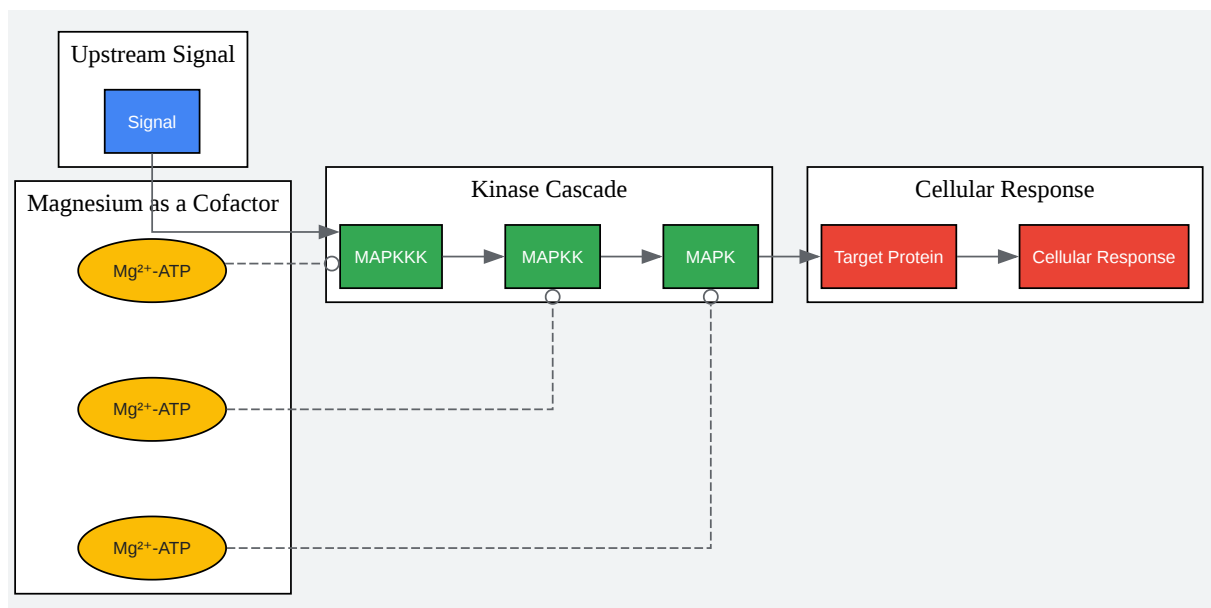 Upstream Signal
Signal
Magnesium as a Cofactor
Mg²⁺-ATP
Mg²⁺-ATP
Mg²⁺-ATP
Kinase Cascade
MAPKKK
MAPKK
MAPK
Cellular Response
Target Protein
Cellular Response